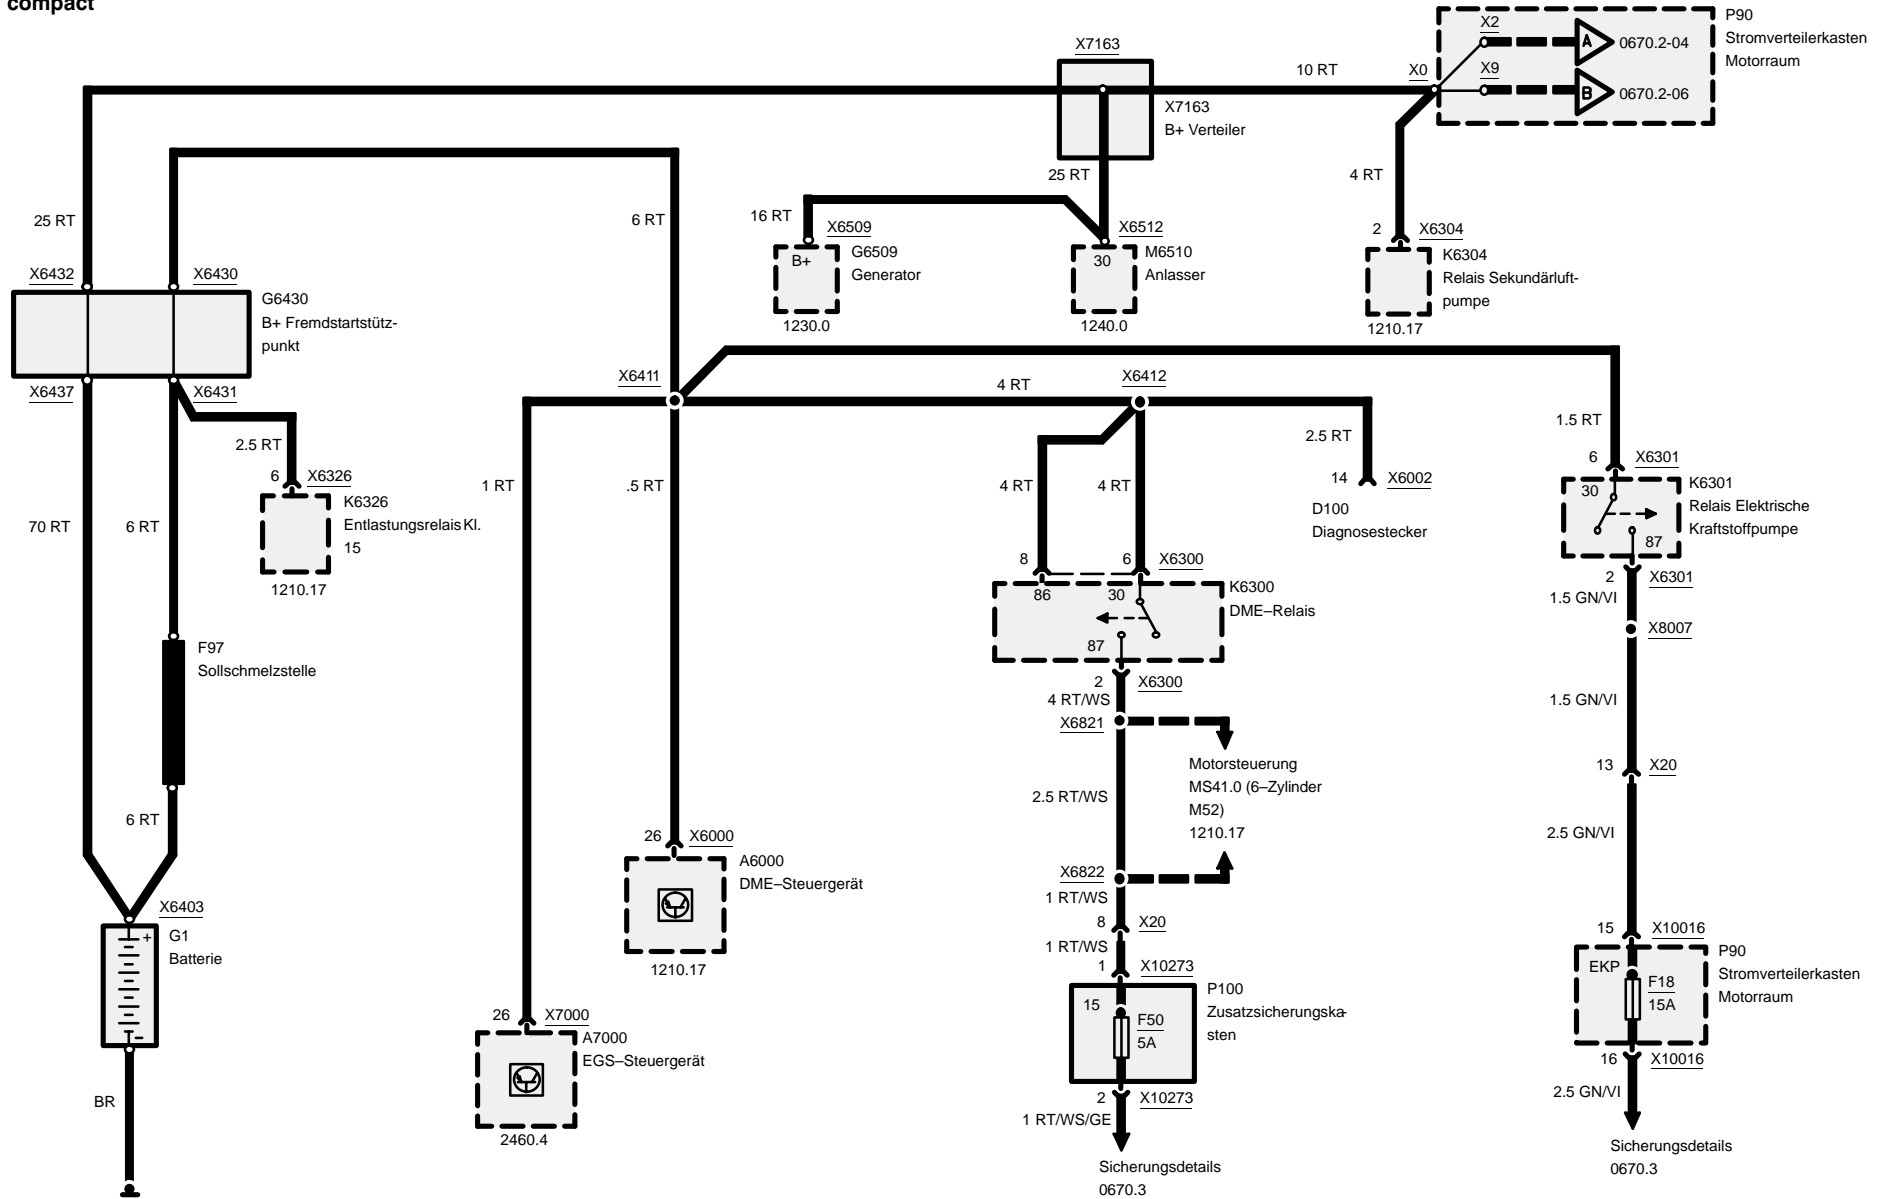 compact
P90
Stromverteilerkasten
Motorraum
X2
A
0670.2-04
X9
B
0670.2-06
X0
10 RT
X7163
X7163
B+ Verteiler
25 RT
4 RT
16 RT
X6509
B+
G6509
Generator
1230.0
X6512
30
M6510
Anlasser
1240.0
2
X6304
K6304
Relais Sekundärluft-
pumpe
1210.17
25 RT
6 RT
X6432
X6430
G6430
B+ Fremdstartstütz-
punkt
X6437
X6431
2.5 RT
6
X6326
K6326
Entlastungsrelais Kl.
15
1210.17
70 RT
6 RT
F97
Sollschmelzstelle
6 RT
X6403
+
G1
Batterie
-
BR
X6411
4 RT
X6412
1 RT
.5 RT
4 RT
4 RT
2.5 RT
14
X6002
D100
Diagnosestecker
1.5 RT
6
X6301
30
K6301
Relais Elektrische
Kraftstoffpumpe
87
2
X6301
1.5 GN/VI
X8007
1.5 GN/VI
13
X20
2.5 GN/VI
15
X10016
EKP
P90
Stromverteilerkasten
Motorraum
F18
15A
16
X10016
2.5 GN/VI
Sicherungsdetails
0670.3
8
6
X6300
86
30
K6300
DME–Relais
87
2
X6300
4 RT/WS
X6821
Motorsteuerung
MS41.0 (6–Zylinder
M52)
1210.17
2.5 RT/WS
X6822
1 RT/WS
8
X20
1 RT/WS
1
X10273
15
P100
Zusatzsicherungska-
sten
F50
5A
2
X10273
1 RT/WS/GE
Sicherungsdetails
0670.3
26
X6000
A6000
DME–Steuergerät
1210.17
26
X7000
A7000
EGS–Steuergerät
2460.4